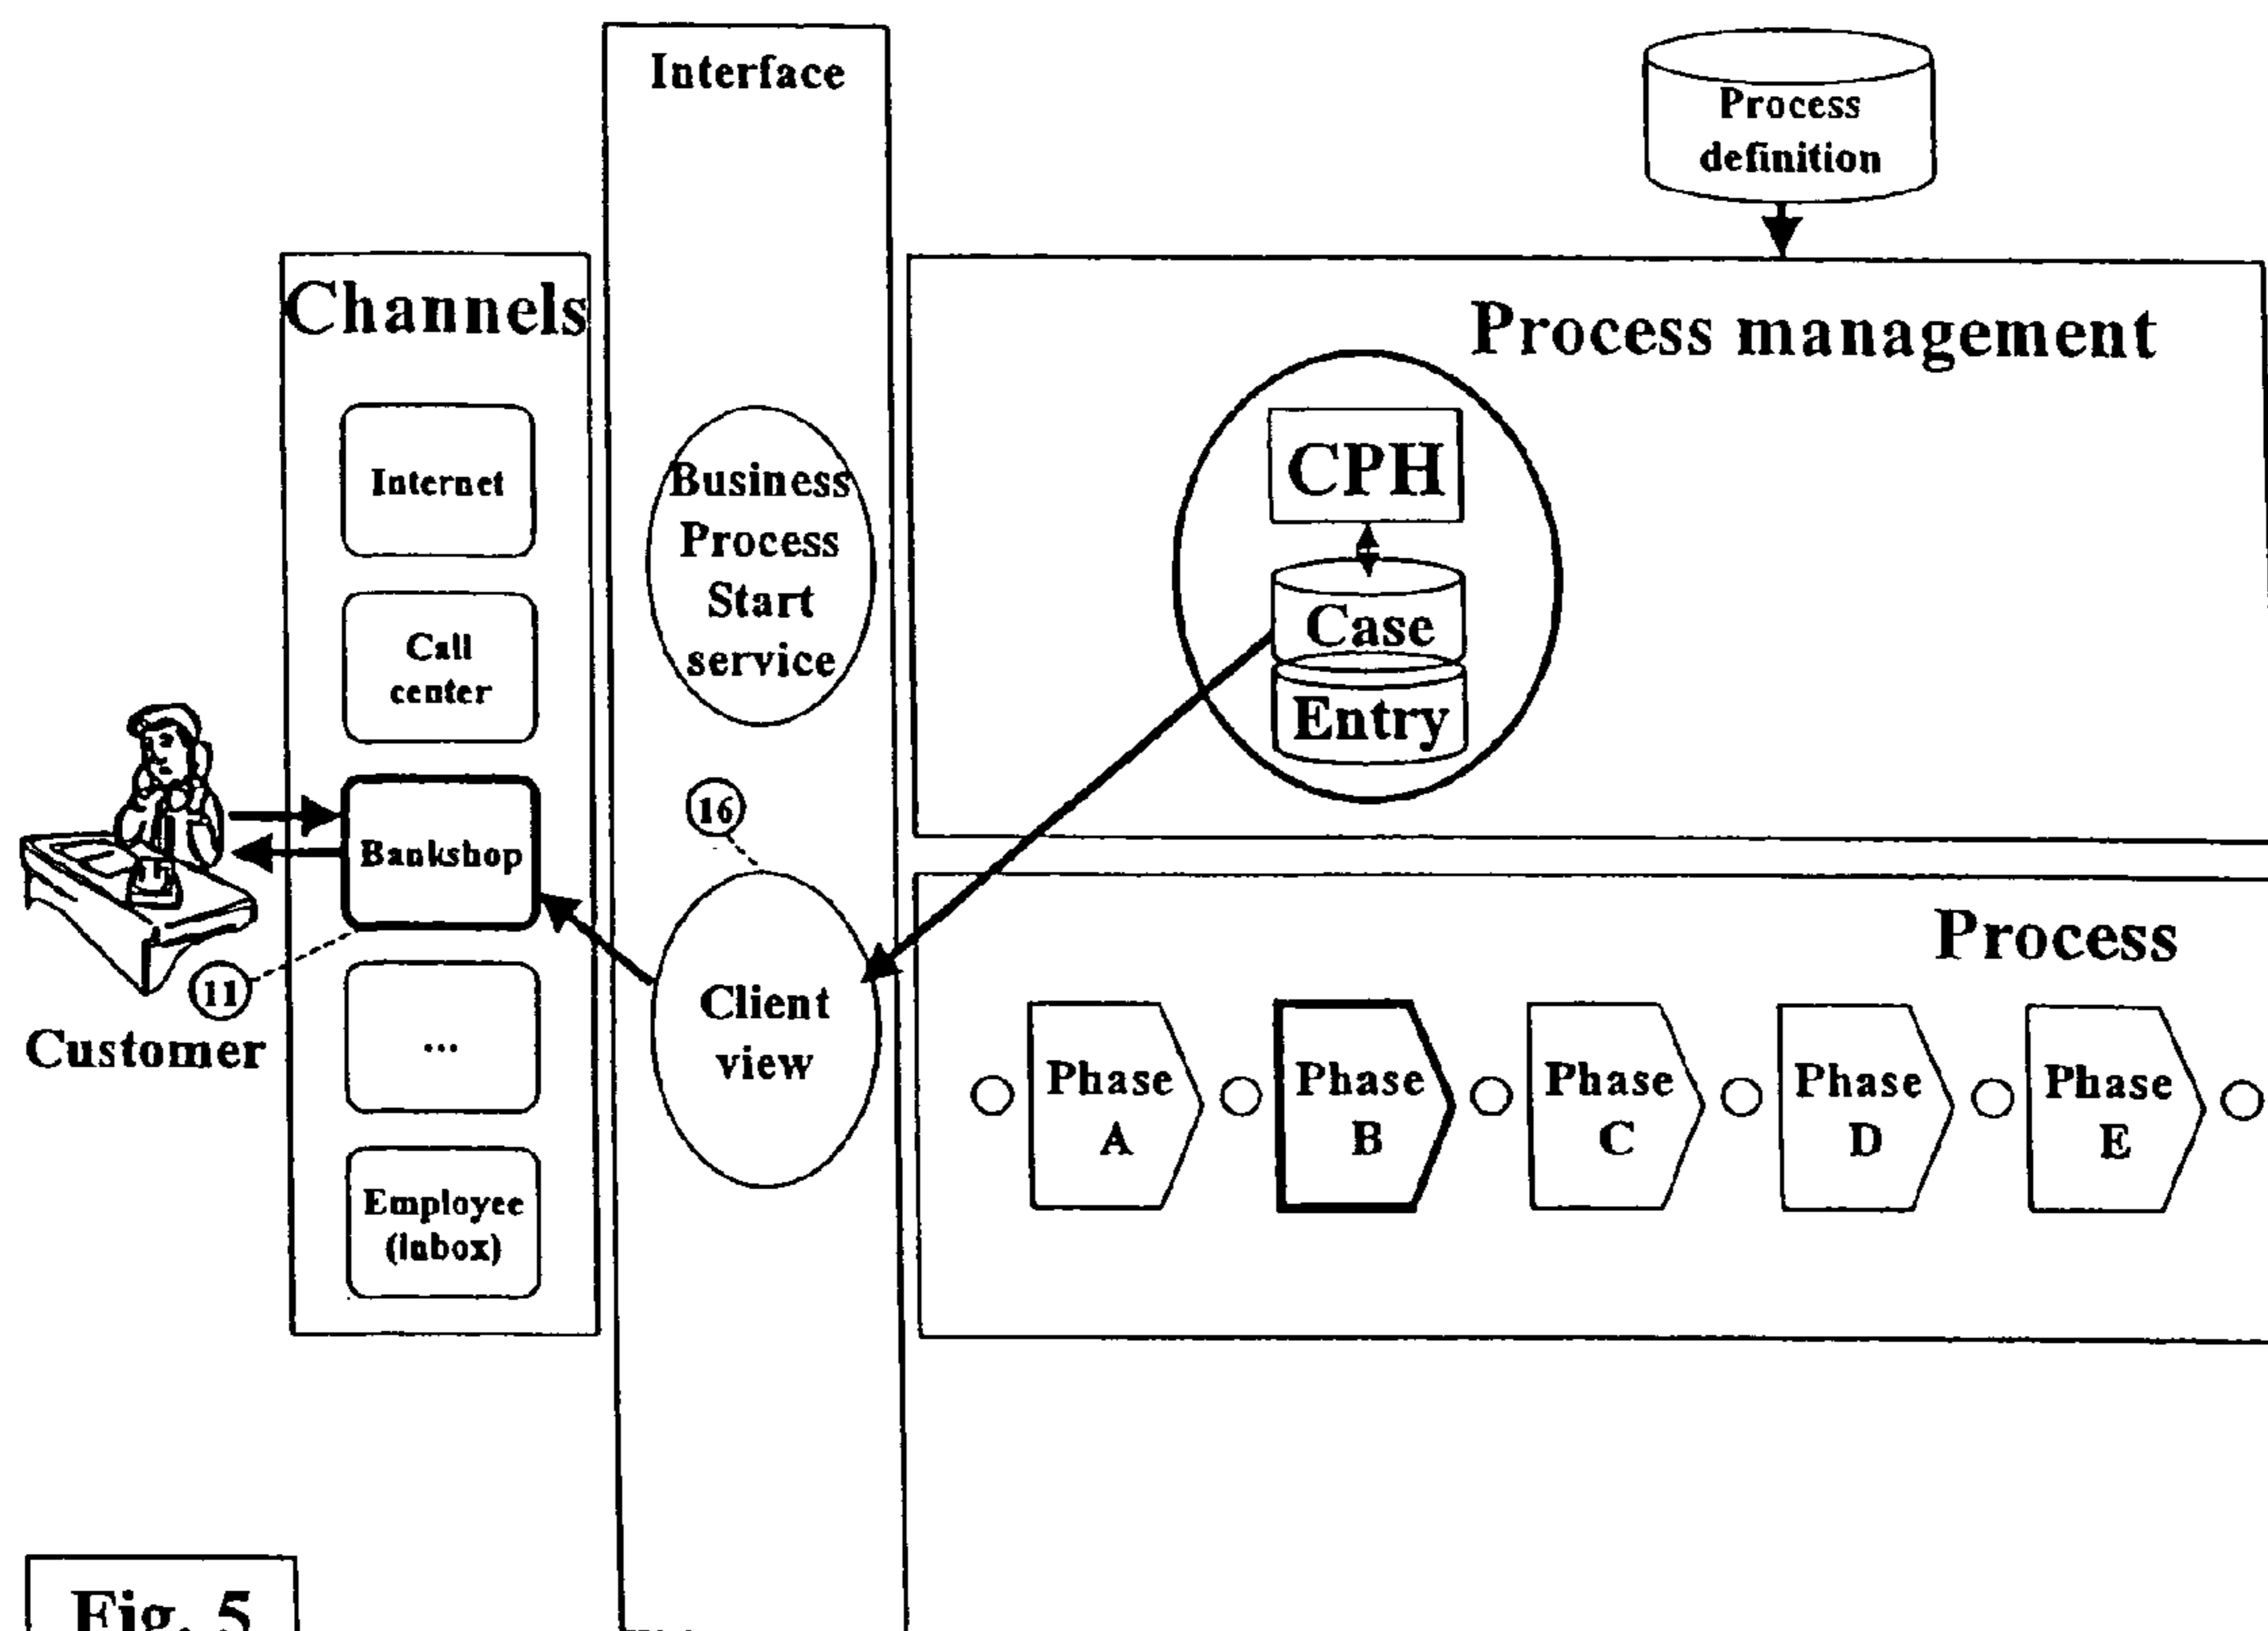 Interface
Process
definition
Channels
Process management
Internet
CPH
Business
Process
Start
service
Call
center
Case
Entry
16
Bankshop
Process
11
Customer
...
Client
view
Phase
A
Phase
B
Phase
C
Phase
D
Phase
E
Employee
(Inbox)
Fig. 5